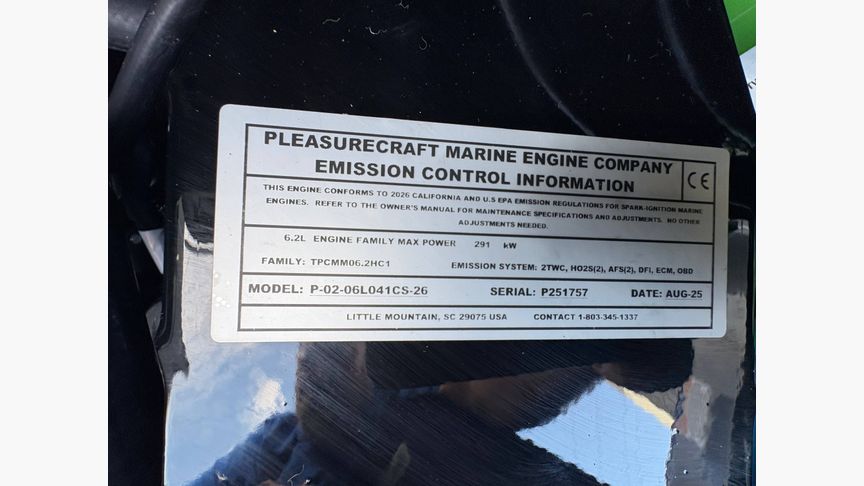 PLEASURECRAFT MARINE ENGINE COMPANY
EMISSION CONTROL INFORMATION
CE
THIS ENGINE CONFORMS TO 2026 CALIFORNIA AND U.S EPA EMISSION REGULATIONS FOR SPARK-IGNITION MARINE
ENGINES. REFER TO THE OWNER'S MANUAL FOR MAINTENANCE SPECIFICATIONS AND ADJUSTMENTS. NO OTHER
ADJUSTMENTS NEEDED.
6.2L ENGINE FAMILY MAX POWER 291 kW
FAMILY: TPCMM06.2HC1 EMISSION SYSTEM: 2TWC, HO2S(2), AFS(2), DFI, ECM, OBD
MODEL: P-02-06L041CS-26 SERIAL: P251757 DATE: AUG-25
LITTLE MOUNTAIN, SC 29075 USA CONTACT 1-803-345-1337